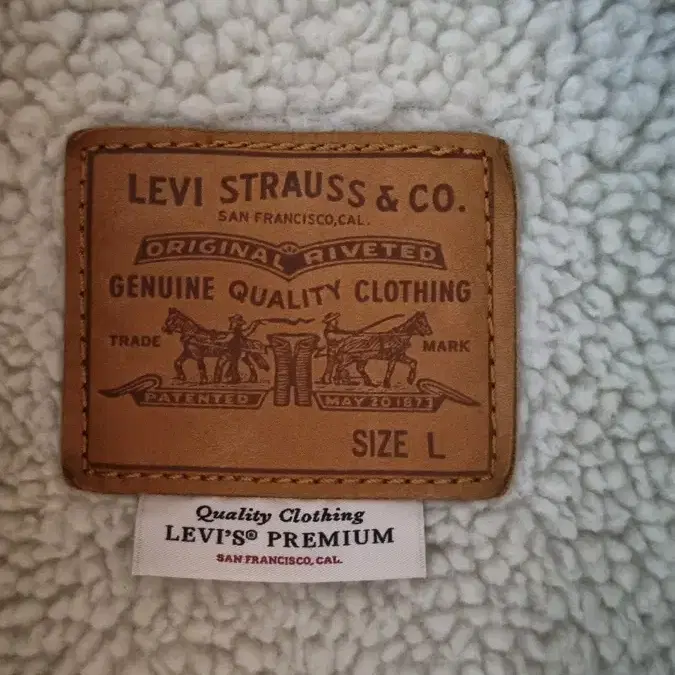 LEVI STRAUSS & CO.
SAN FRANCISCO, CAL.
ORIGINAL RIVETED
GENUINE QUALITY CLOTHING
TRADE MARK
PATENTED MAY 20 1873
SIZE L
Quality Clothing
LEVI'S® PREMIUM
SAN FRANCISCO, CAL.